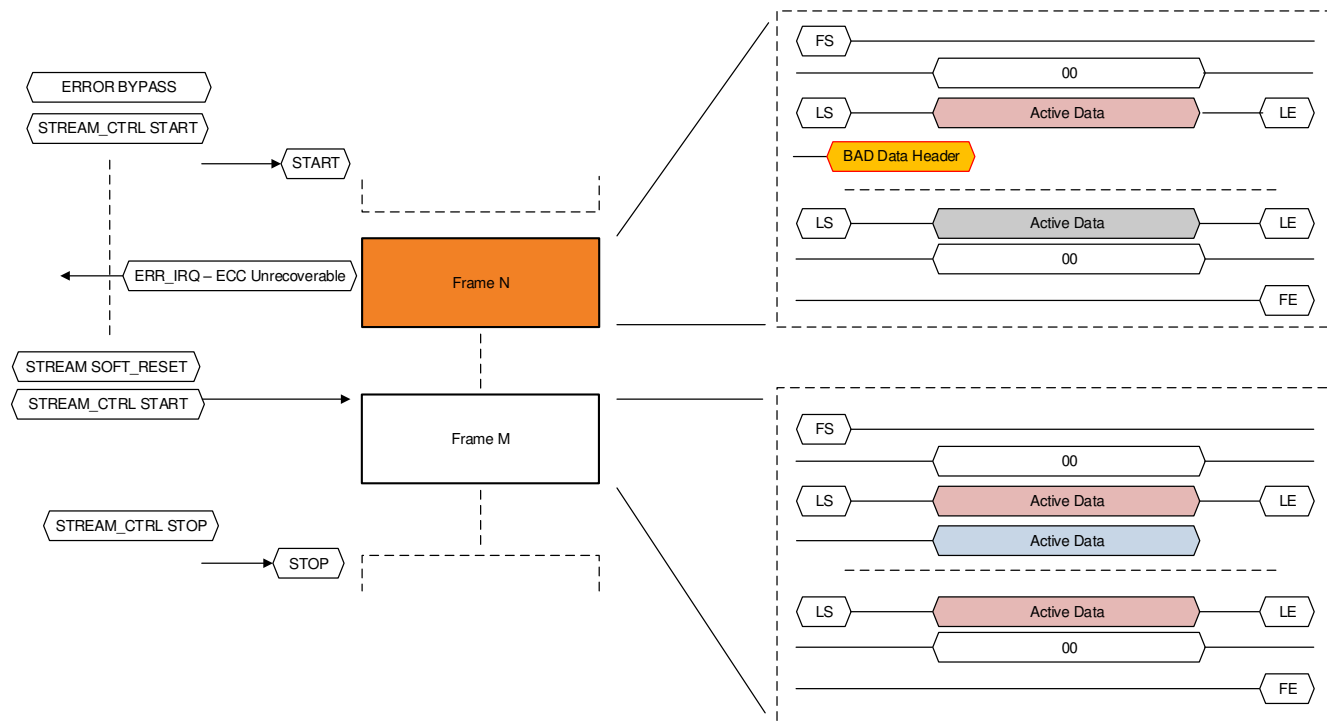 ERROR BYPASS
STREAM_CTRL START
START
ERR_IRQ – ECC Unrecoverable
Frame N
STREAM SOFT_RESET
STREAM_CTRL START
Frame M
STREAM_CTRL STOP
STOP
FS
00
LS Active Data LE
BAD Data Header
LS Active Data LE
00
FE
FS
00
LS Active Data LE
Active Data
LS Active Data LE
00
FE